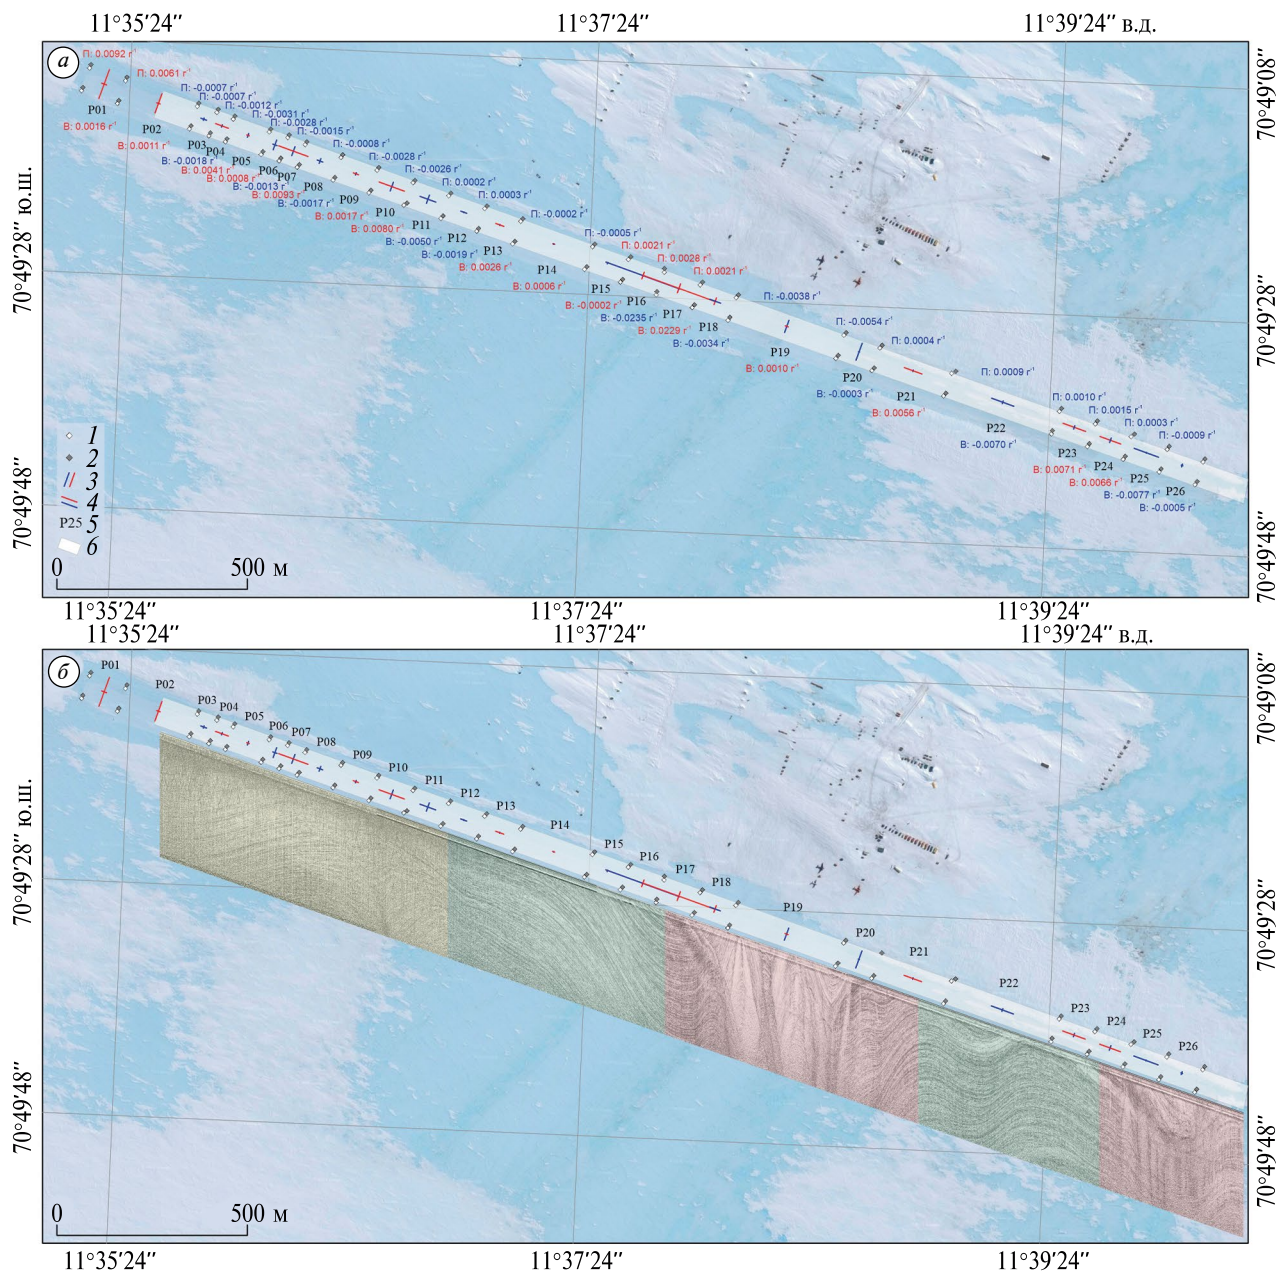 11°35′24″ 11°37′24″ 11°39′24″ в.д.
а
70°49′08″
70°49′28″ ю.ш.
70°49′28″
70°49′48″
70°49′48″
П: 0.0092 г⁻¹
П: 0.0061 г⁻¹
П: -0.0007 г⁻¹
П: -0.0007 г⁻¹
П: -0.0012 г⁻¹
П: -0.0031 г⁻¹
П: -0.0028 г⁻¹
П: -0.0015 г⁻¹
П: -0.0008 г⁻¹
П: -0.0028 г⁻¹
П: -0.0026 г⁻¹
П: 0.0002 г⁻¹
П: 0.0003 г⁻¹
П: -0.0002 г⁻¹
П: -0.0005 г⁻¹
П: 0.0021 г⁻¹
П: 0.0028 г⁻¹
П: 0.0021 г⁻¹
П: -0.0038 г⁻¹
П: -0.0054 г⁻¹
П: 0.0004 г⁻¹
П: 0.0009 г⁻¹
П: 0.0010 г⁻¹
П: 0.0015 г⁻¹
П: 0.0003 г⁻¹
П: -0.0009 г⁻¹
P01
P02
P03
P04
P05
P06
P07
P08
P09
P10
P11
P12
P13
P14
P15
P16
P17
P18
P19
P20
P21
P22
P23
P24
P25
P26
В: 0.0016 г⁻¹
В: 0.0011 г⁻¹
В: -0.0018 г⁻¹
В: 0.0041 г⁻¹
В: 0.0008 г⁻¹
В: -0.0013 г⁻¹
В: 0.0093 г⁻¹
В: -0.0017 г⁻¹
В: 0.0017 г⁻¹
В: 0.0080 г⁻¹
В: -0.0050 г⁻¹
В: -0.0019 г⁻¹
В: 0.0026 г⁻¹
В: 0.0006 г⁻¹
В: -0.0002 г⁻¹
В: -0.0235 г⁻¹
В: 0.0229 г⁻¹
В: -0.0034 г⁻¹
В: 0.0010 г⁻¹
В: -0.0003 г⁻¹
В: 0.0056 г⁻¹
В: -0.0070 г⁻¹
В: 0.0071 г⁻¹
В: 0.0066 г⁻¹
В: -0.0077 г⁻¹
В: -0.0005 г⁻¹
1
2
3
4
P25 5
6
0 500 м
11°35′24″ 11°37′24″ 11°39′24″
11°35′24″ 11°37′24″ 11°39′24″ в.д.
б
70°49′08″
70°49′28″ ю.ш.
70°49′28″
70°49′48″
70°49′48″
P01
P02
P03
P04
P05
P06
P07
P08
P09
P10
P11
P12
P13
P14
P15
P16
P17
P18
P19
P20
P21
P22
P23
P24
P25
P26
0 500 м
11°35′24″ 11°37′24″ 11°39′24″